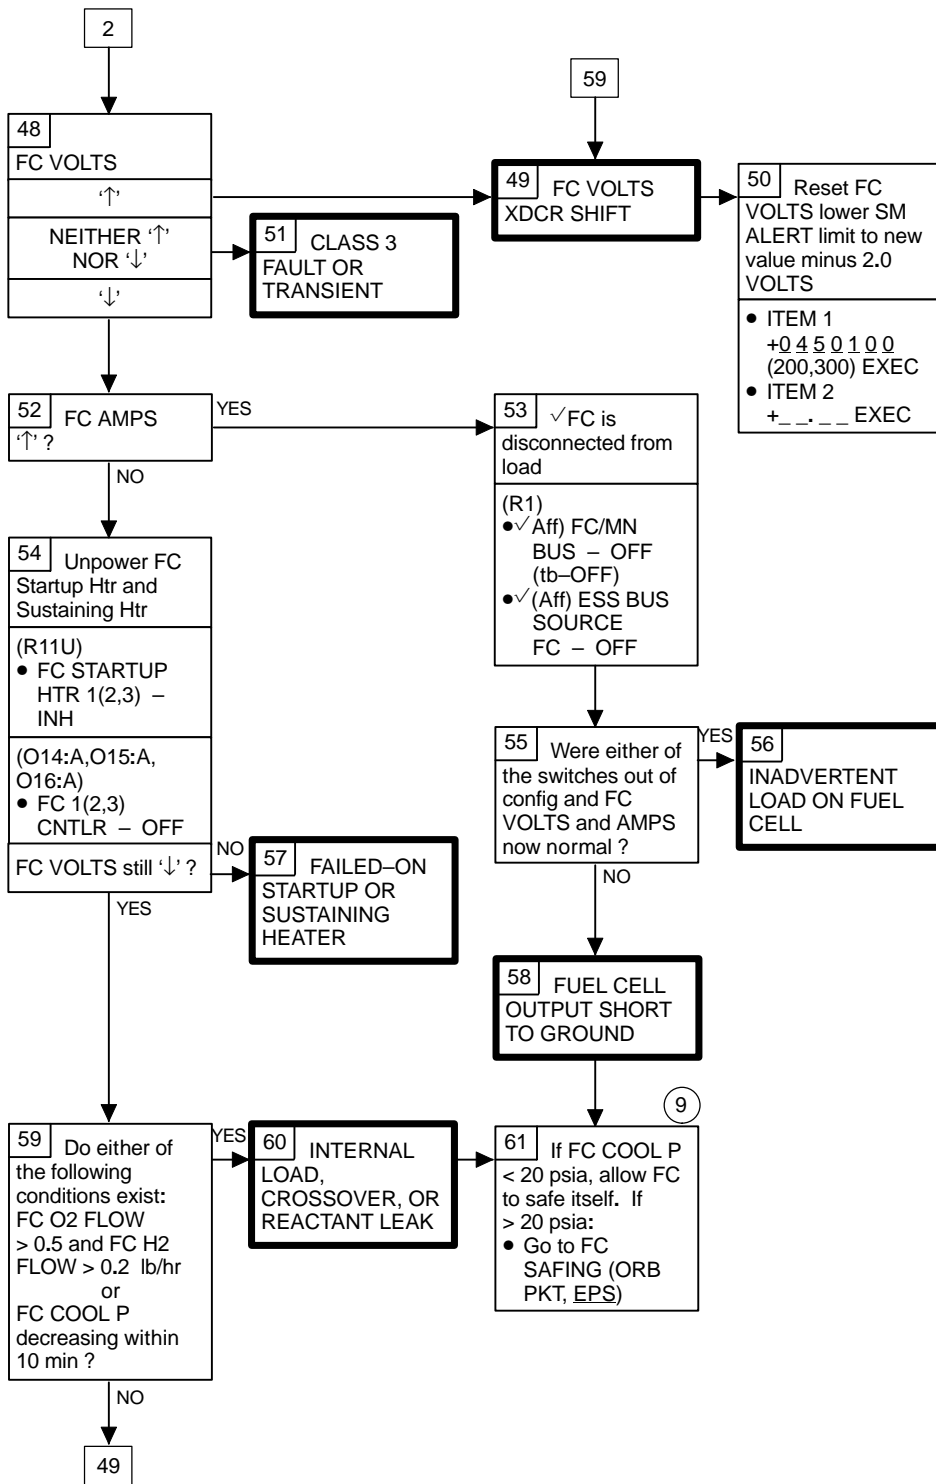 2
48
FC VOLTS
‘↑’
NEITHER ‘↑’
NOR ‘↓’
‘↓’
59
49 FC VOLTS
XDCR SHIFT
50 Reset FC
VOLTS lower SM
ALERT limit to new
value minus 2.0
VOLTS
• ITEM 1
+0 4 5 0 1 0 0
(200,300) EXEC
• ITEM 2
+_ _. _ _ EXEC
51 CLASS 3
FAULT OR
TRANSIENT
52 FC AMPS
‘↑’ ?
YES
NO
53 √FC is
disconnected from
load
(R1)
•√Aff) FC/MN
BUS – OFF
(tb–OFF)
•√(Aff) ESS BUS
SOURCE
FC – OFF
54 Unpower FC
Startup Htr and
Sustaining Htr
(R11U)
• FC STARTUP
HTR 1(2,3) –
INH
(O14:A,O15:A,
O16:A)
• FC 1(2,3)
CNTLR – OFF
FC VOLTS still ‘↓’ ?
NO
YES
55 Were either of
the switches out of
config and FC
VOLTS and AMPS
now normal ?
YES
NO
56
INADVERTENT
LOAD ON FUEL
CELL
57 FAILED–ON
STARTUP OR
SUSTAINING
HEATER
58 FUEL CELL
OUTPUT SHORT
TO GROUND
9
59 Do either of
the following
conditions exist:
FC O2 FLOW
> 0.5 and FC H2
FLOW > 0.2 lb/hr
or
FC COOL P
decreasing within
10 min ?
YES
NO
60 INTERNAL
LOAD,
CROSSOVER, OR
REACTANT LEAK
61 If FC COOL P
< 20 psia, allow FC
to safe itself. If
> 20 psia:
• Go to FC
SAFING (ORB
PKT, EPS)
49